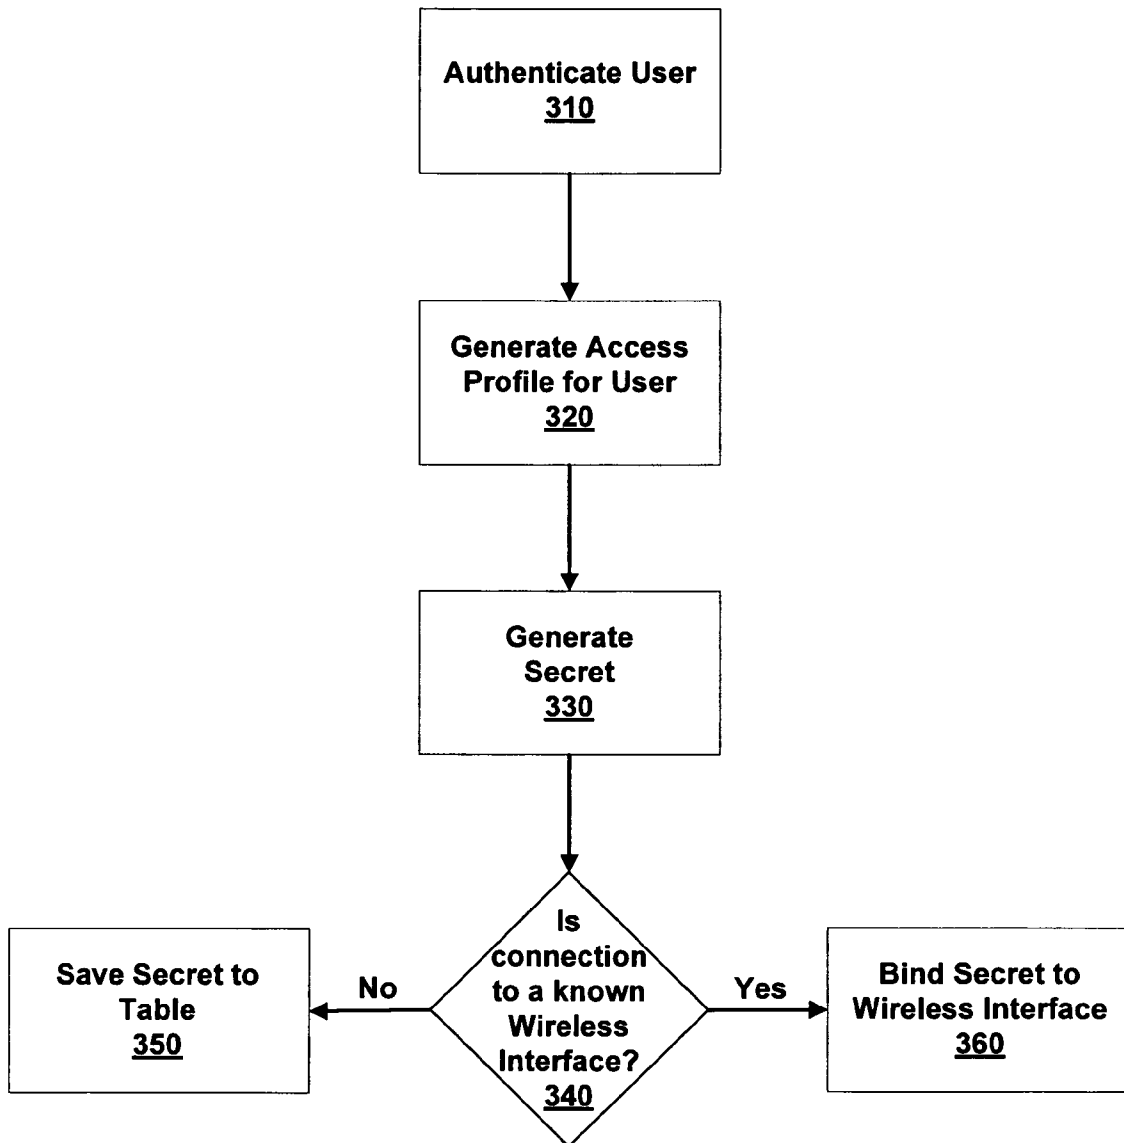 Authenticate User
310
Generate Access
Profile for User
320
Generate
Secret
330
Is
connection
to a known
Wireless
Interface?
340
No
Yes
Save Secret to
Table
350
Bind Secret to
Wireless Interface
360